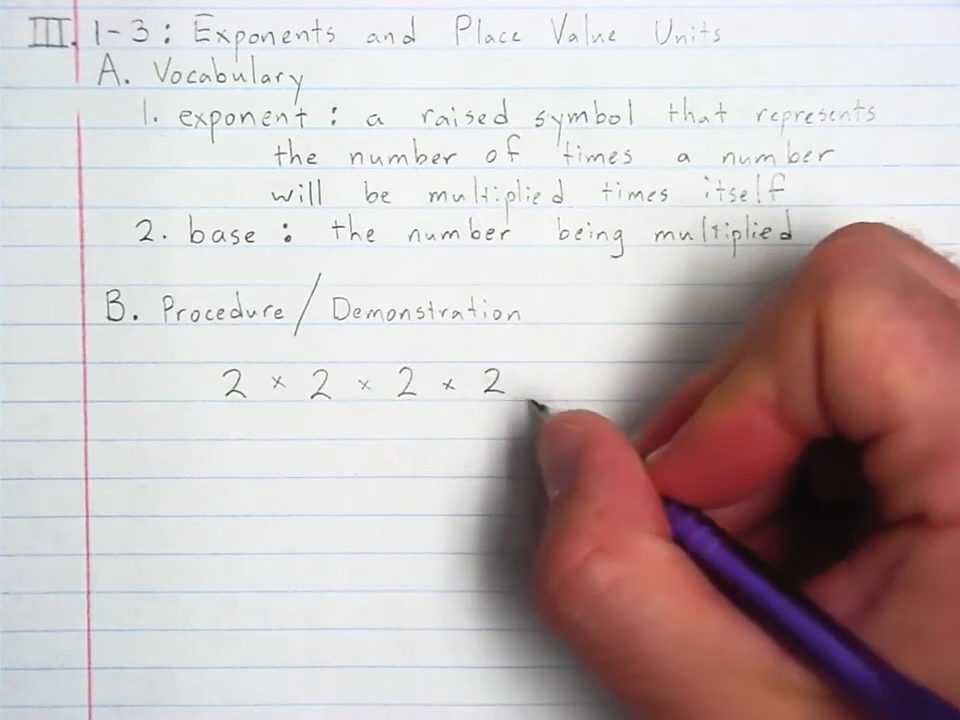 III. 1-3: Exponents and Place Value Units
A. Vocabulary
1. exponent: a raised symbol that represents
the number of times a number
will be multiplied times itself
2. base: the number being multiplied
B. Procedure/Demonstration
2 × 2 × 2 × 2